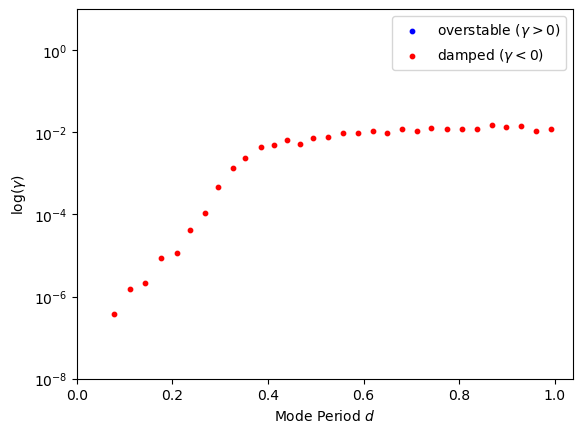 overstable (γ > 0)
damped (γ < 0)
10⁰
10⁻²
10⁻⁴
10⁻⁶
10⁻⁸
log(γ)
0.0 0.2 0.4 0.6 0.8 1.0
Mode Period d